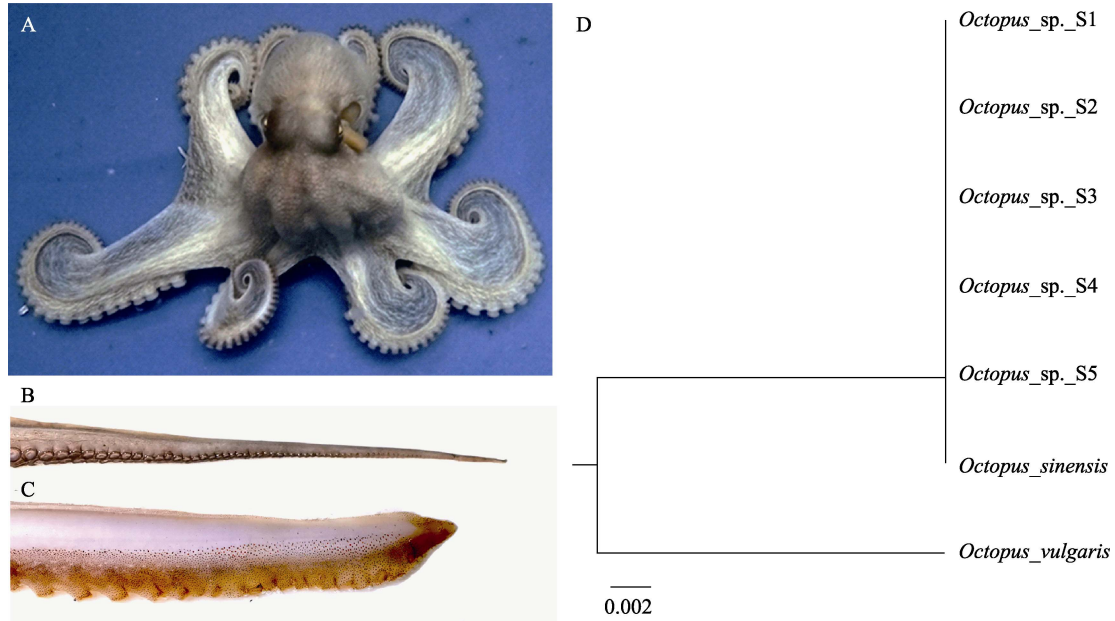 A
B
C
D
Octopus_sp._S1
Octopus_sp._S2
Octopus_sp._S3
Octopus_sp._S4
Octopus_sp._S5
Octopus_sinensis
Octopus_vulgaris
0.002